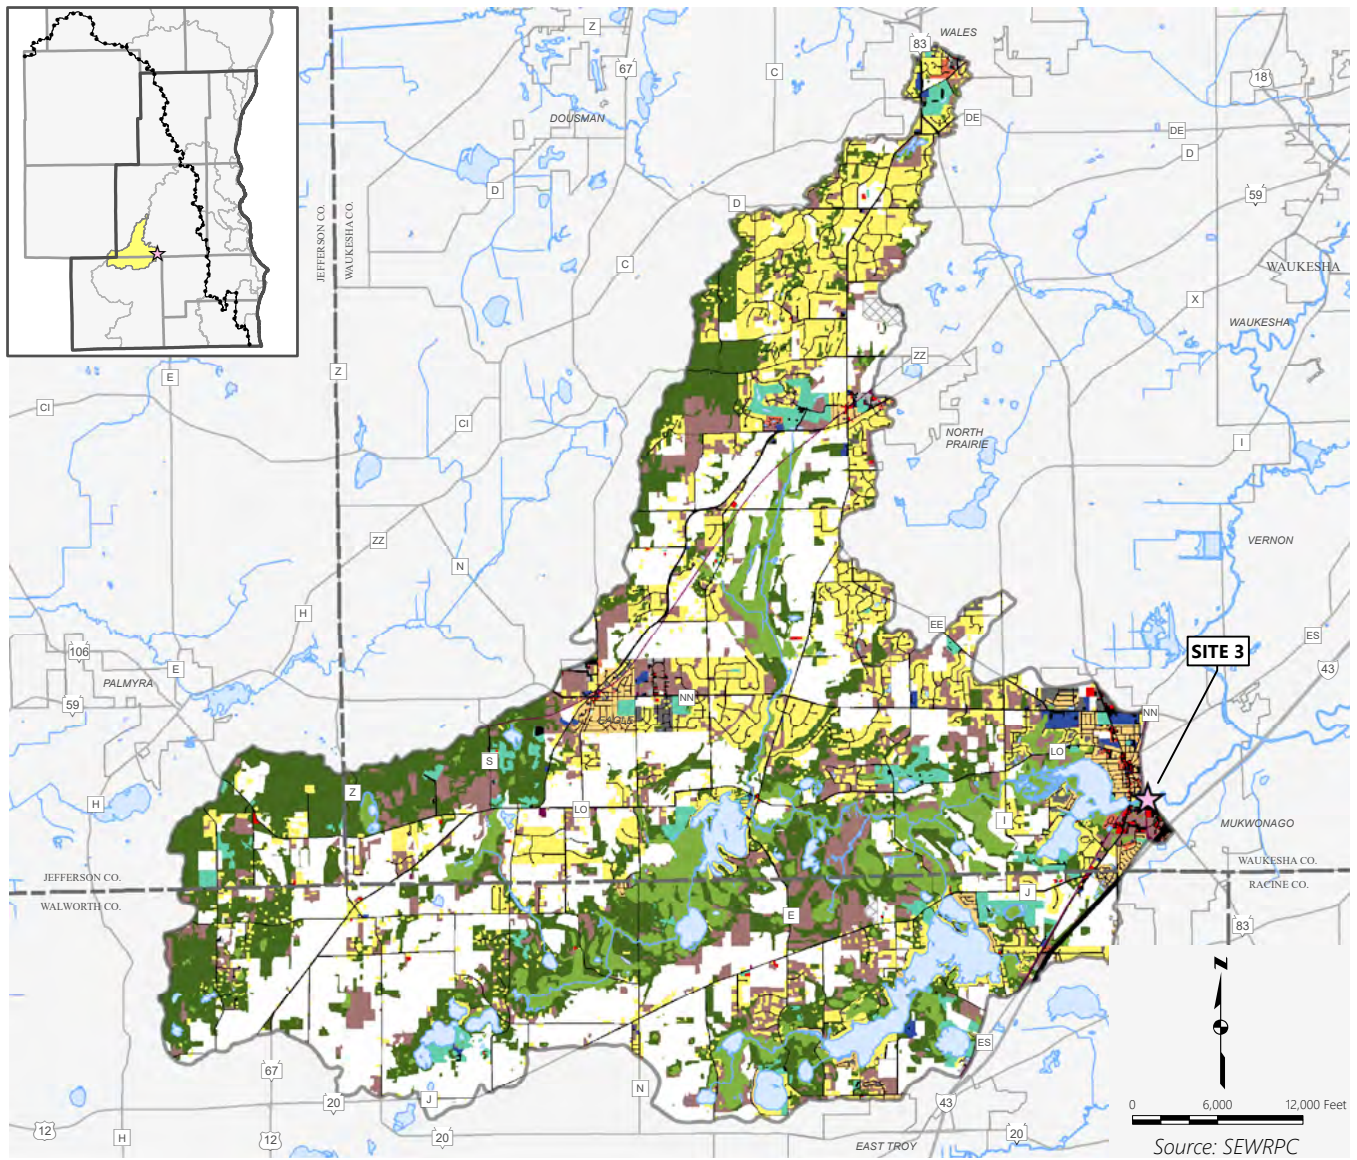 WALES
83
Z
67
C
18
DOUSMAN
DE
DE
D
D
59
D
JEFFERSON CO.
WAUKESHA CO.
C
WAUKESHA
X
WAUKESHA
ZZ
Z
E
CI
CI
NORTH
PRAIRIE
I
ZZ
VERNON
N
H
EE
ES
106
SITE 3
43
E
PALMYRA
NN
59
EAGLE
NN
LO
S
Z
H
LO
I
MUKWONAGO
JEFFERSON CO.
WAUKESHA CO.
WALWORTH CO.
RACINE CO.
J
E
83
N
ES
67
N
J
20
43
12
H
12
20
20
EAST TROY
0
6,000
12,000 Feet
Source: SEWRPC